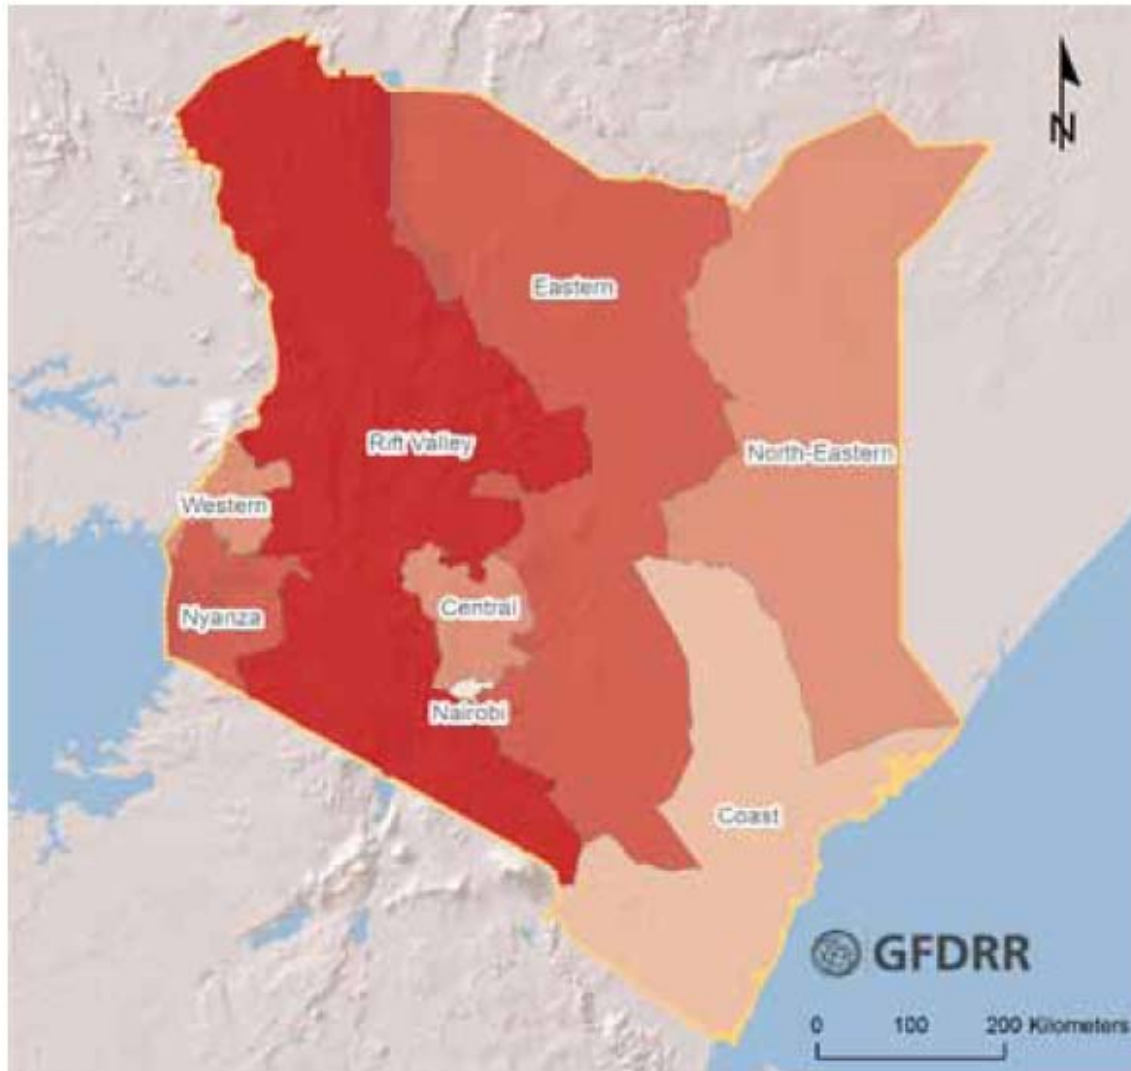 N
Eastern
Rift Valley
North-Eastern
Western
Nyanza
Central
Nairobi
Coast
GFDRR
0 100 200 Kilometers